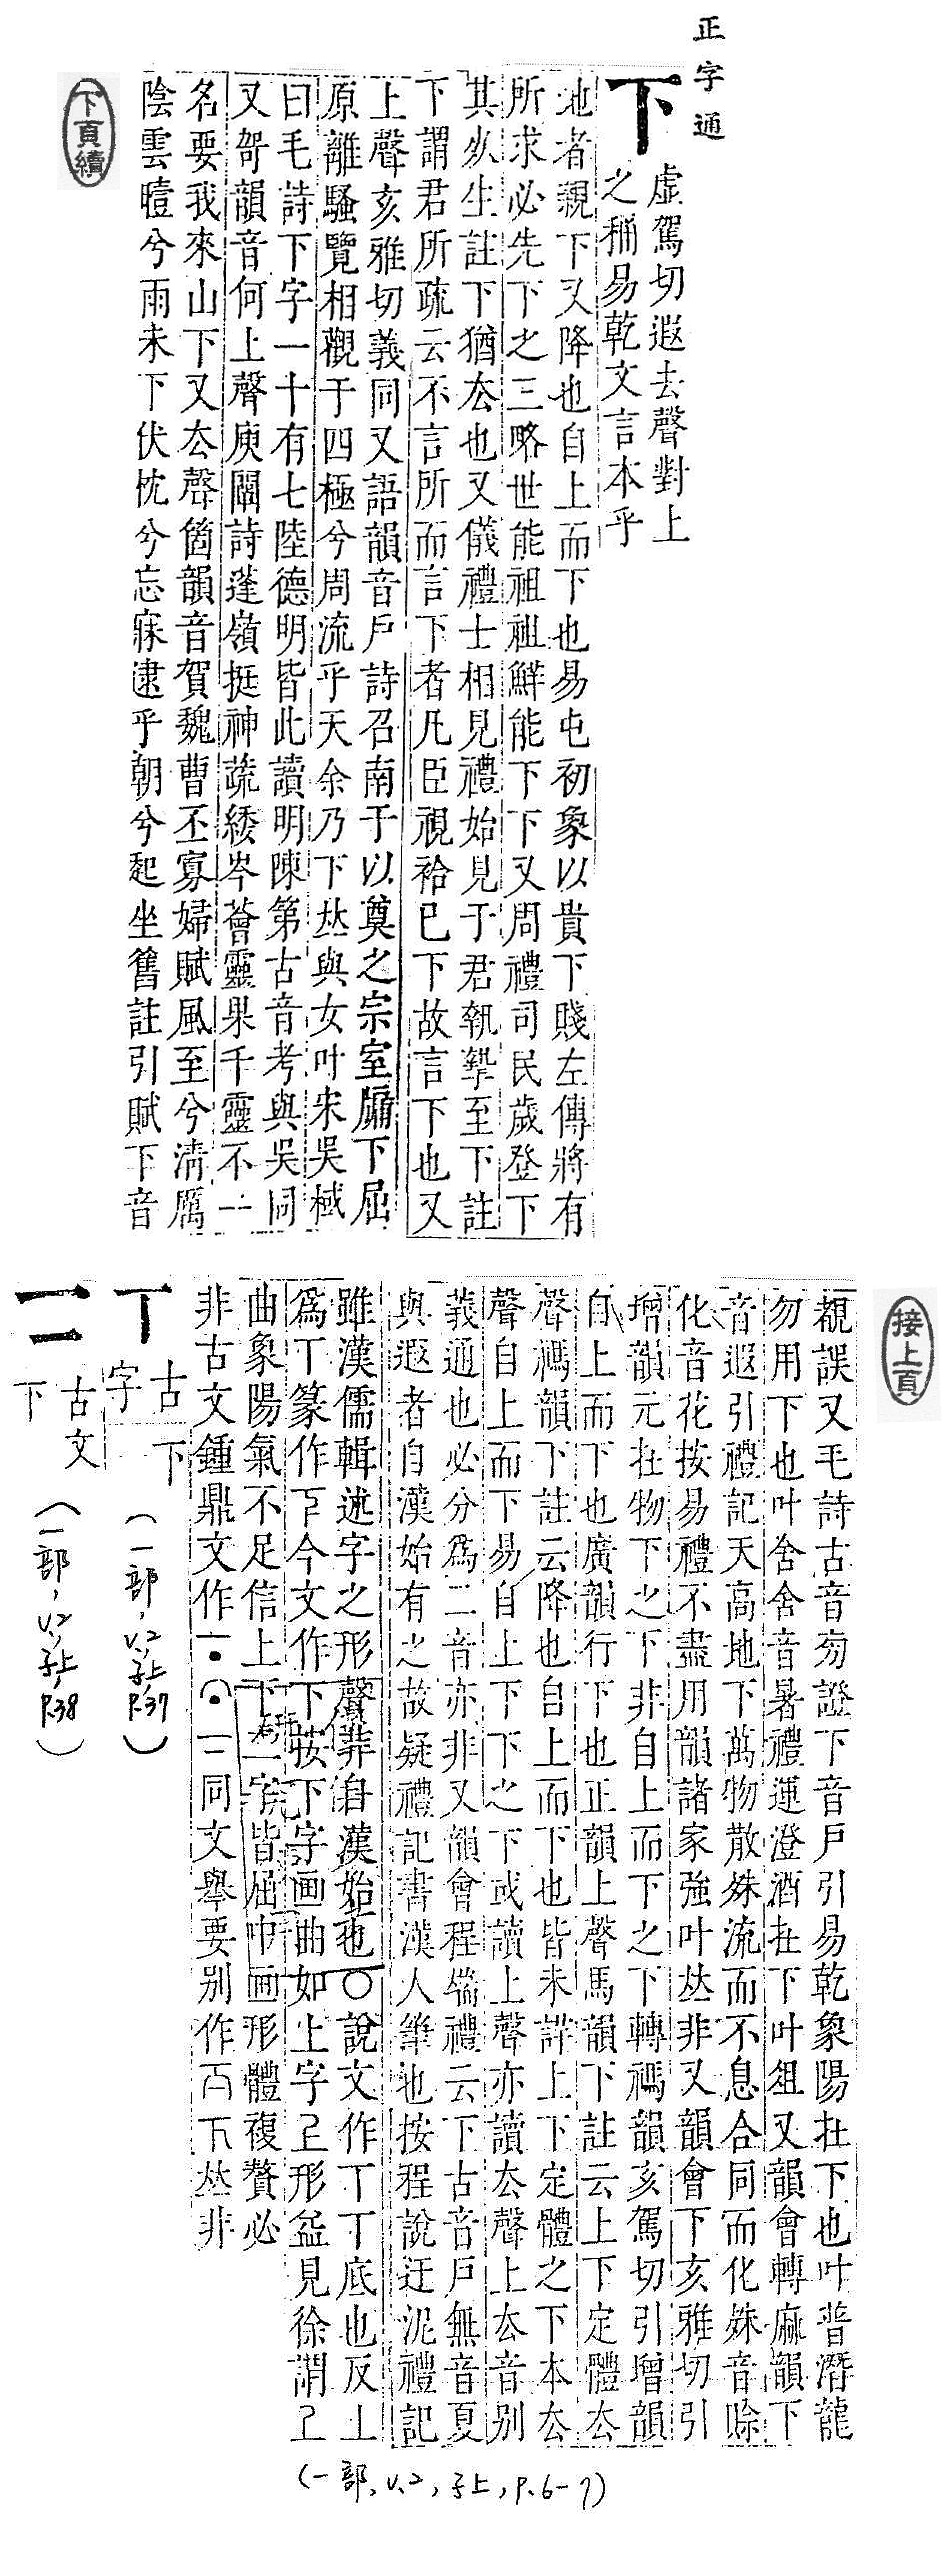 正字通
下
虛駕切遐去聲對上
之稱易乾文言本乎
地者親下又降也自上而下也易屯初象以貴下賤左傳將有
所求必先下之三略世能祖祖鮮能下下又周禮司民歲登下
其死生註下猶去也又儀禮士相見禮始見于君執摯至下註
下謂君所疏云不言所而言下者凡臣視袷已下故言下也又
上聲亥雅切義同又語韻音戶詩召南于以奠之宗室牖下屈
原離騷覽相觀于四極兮周流乎天余乃下𠀤與女叶宋吳棫
曰毛詩下字一十有七陸德明皆此讀明陳第古音考與吳同
又哿韻音何上聲庾闡詩蓬嶺挺神蔬綏岑薈靈果千靈不一
名要我來山下又去聲箇韻音賀魏曹丕寡婦賦風至兮清厲
陰雲曀兮雨未下伏枕兮忘寐逮乎朝兮起坐舊註引賦下音
下頁續
接上頁
覯誤又毛詩古音旁證下音戶引易乾象陽在下也叶普潛龍
勿用下也叶舍舍音暑禮運澄酒在下叶俎又韻會轉麻韻下
音遐引禮記天高地下萬物散殊流而不息合同而化殊音賖
化音花按易禮不盡用韻諸家強叶𠀤非又韻會下亥雅切引
增韻元在物下之下非自上而下之下轉禡韻亥駕切引增韻
自上而下也廣韻行下也正韻上聲馬韻下註云上下定體去
聲禡韻下註云降也自上而下也皆未詳上下定體之下本去
聲自上而下易自上下下之下或讀上聲亦讀去聲上去音別
義通也必分爲二音亦非又韻會程端禮云下古音戶無音夏
與遐者自漢始有之故疑禮記書漢人筆也按程說迂泥禮記
雖漢儒輯述字之形聲非自漢始也〇說文作丅丅底也反丄
爲丅篆作丅今文作下按下字画曲如上字形益見徐謂
曲象陽氣不足信上下二字皆屈中画形體複贅必
非古文鍾鼎文作同文舉要別作𠀤非
丅
古下
字
二
古文
下
(一部, V.2, 子上, P.37)
(一部, V.2, 子上, P.38)
(一部, V.2, 子上, P.6-7)